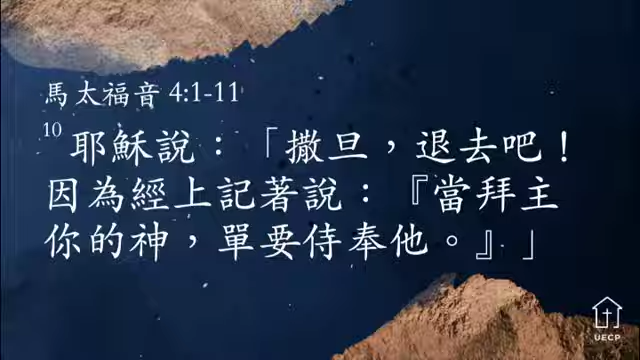 馬太福音 4:1-11
10 耶穌說：「撒旦，退去吧！
因為經上記著說：『當拜主
你的神，單要侍奉他。』」
UECP